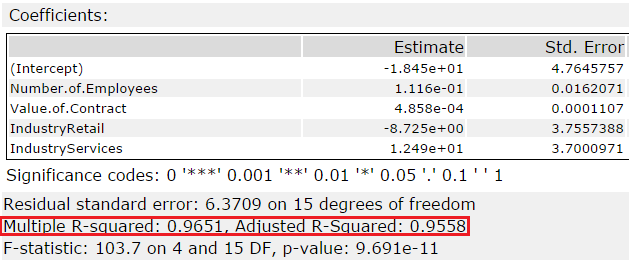 Coefficients:
Estimate Std. Error
(Intercept) -1.845e+01 4.7645757
Number.of.Employees 1.116e-01 0.0162071
Value.of.Contract 4.858e-04 0.0001107
IndustryRetail -8.725e+00 3.7557388
IndustryServices 1.249e+01 3.7000971
Significance codes: 0 '***' 0.001 '**' 0.01 '*' 0.05 '.' 0.1 ' ' 1
Residual standard error: 6.3709 on 15 degrees of freedom
Multiple R-squared: 0.9651, Adjusted R-Squared: 0.9558
F-statistic: 103.7 on 4 and 15 DF, p-value: 9.691e-11